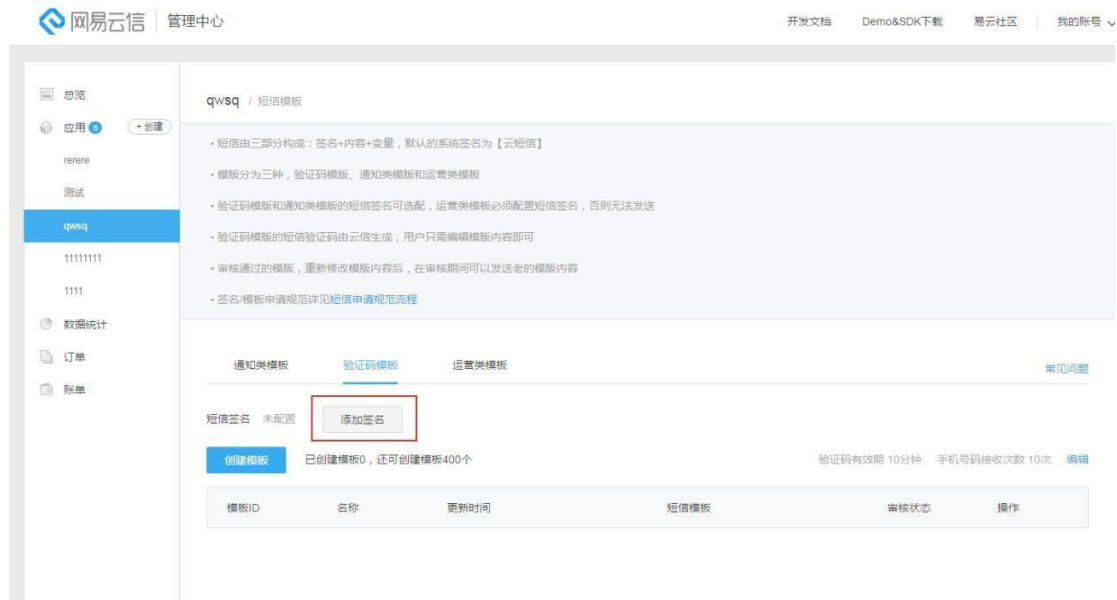 网易云信 管理中心 开发文档 Demo&SDK下载 易云社区 我的账号
总览
应用 5 +创建
rerere
测试
qwsq
11111111
1111
数据统计
订单
账单
qwsq / 短信模板
• 短信由三部分构成：签名+内容+变量，默认的系统签名为【云短信】
• 模版分为三种，验证码模版、通知类模版和运营类模板
• 验证码模版和通知类模版的短信签名可选配，运营类模板必须配置短信签名，否则无法发送
• 验证码模版的短信验证码由云信生成，用户只需编辑模版内容即可
• 审核通过的模版，重新修改模版内容后，在审核期间可以发送老的模版内容
• 签名/模板申请规范详见短信申请规范流程
通知类模板 验证码模板 运营类模板 常见问题
短信签名 未配置 添加签名
创建模板 已创建模板0，还可创建模板400个 验证码有效期 10分钟 手机号码接收次数 10次 编辑
模板ID 名称 更新时间 短信模板 审核状态 操作